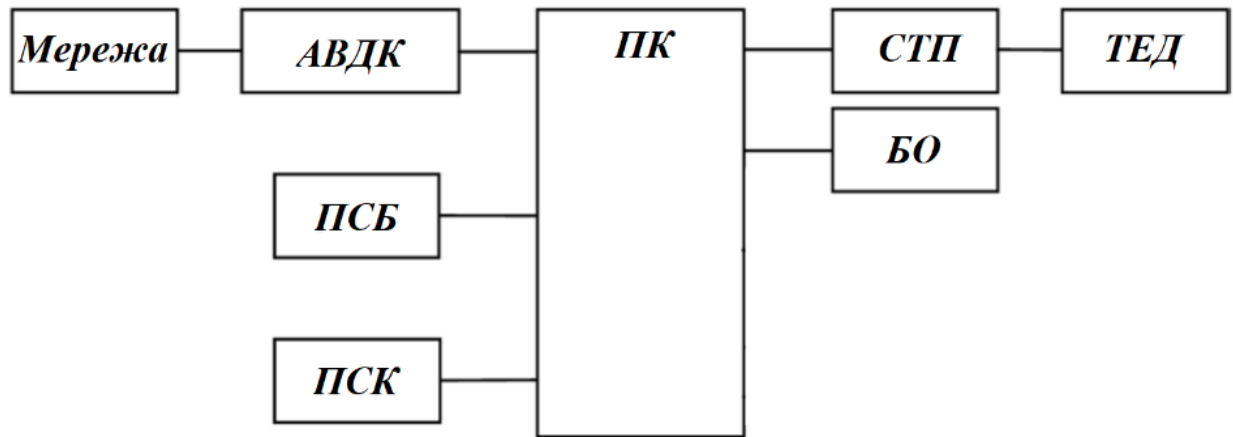 Мережа
АВДК
ПК
СТП
ТЕД
БО
ПСБ
ПСК